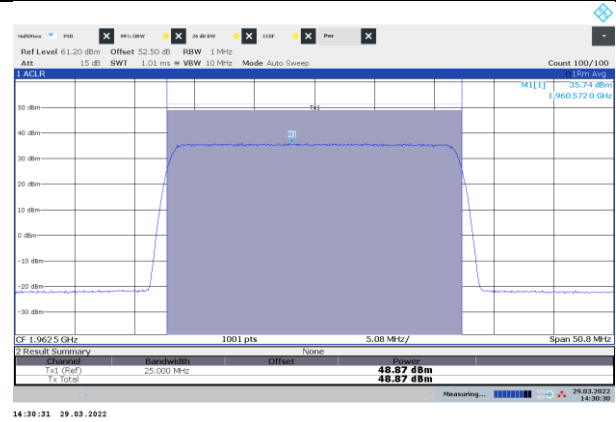 MultiView PSD 99% OBW 26 dB BW CCDF Pwr
Ref Level 61.20 dBm Offset 52.50 dB RBW 1 MHz
Att 15 dB SWT 1.01 ms VBW 10 MHz Mode Auto Sweep Count 100/100
1 ACLR 1Rm Avg
M1[1] 35.74 dBm
1.960 572 0 GHz
50 dBm
Tx1
40 dBm
M1
30 dBm
20 dBm
10 dBm
0 dBm
-10 dBm
-20 dBm
-30 dBm
CF 1.9625 GHz 1001 pts 5.08 MHz/ Span 50.8 MHz
2 Result Summary None
Channel Bandwidth Offset Power
Tx1 (Ref) 25.000 MHz 48.87 dBm
Tx Total 48.87 dBm
Measuring... 29.03.2022
14:30:30
14:30:31 29.03.2022